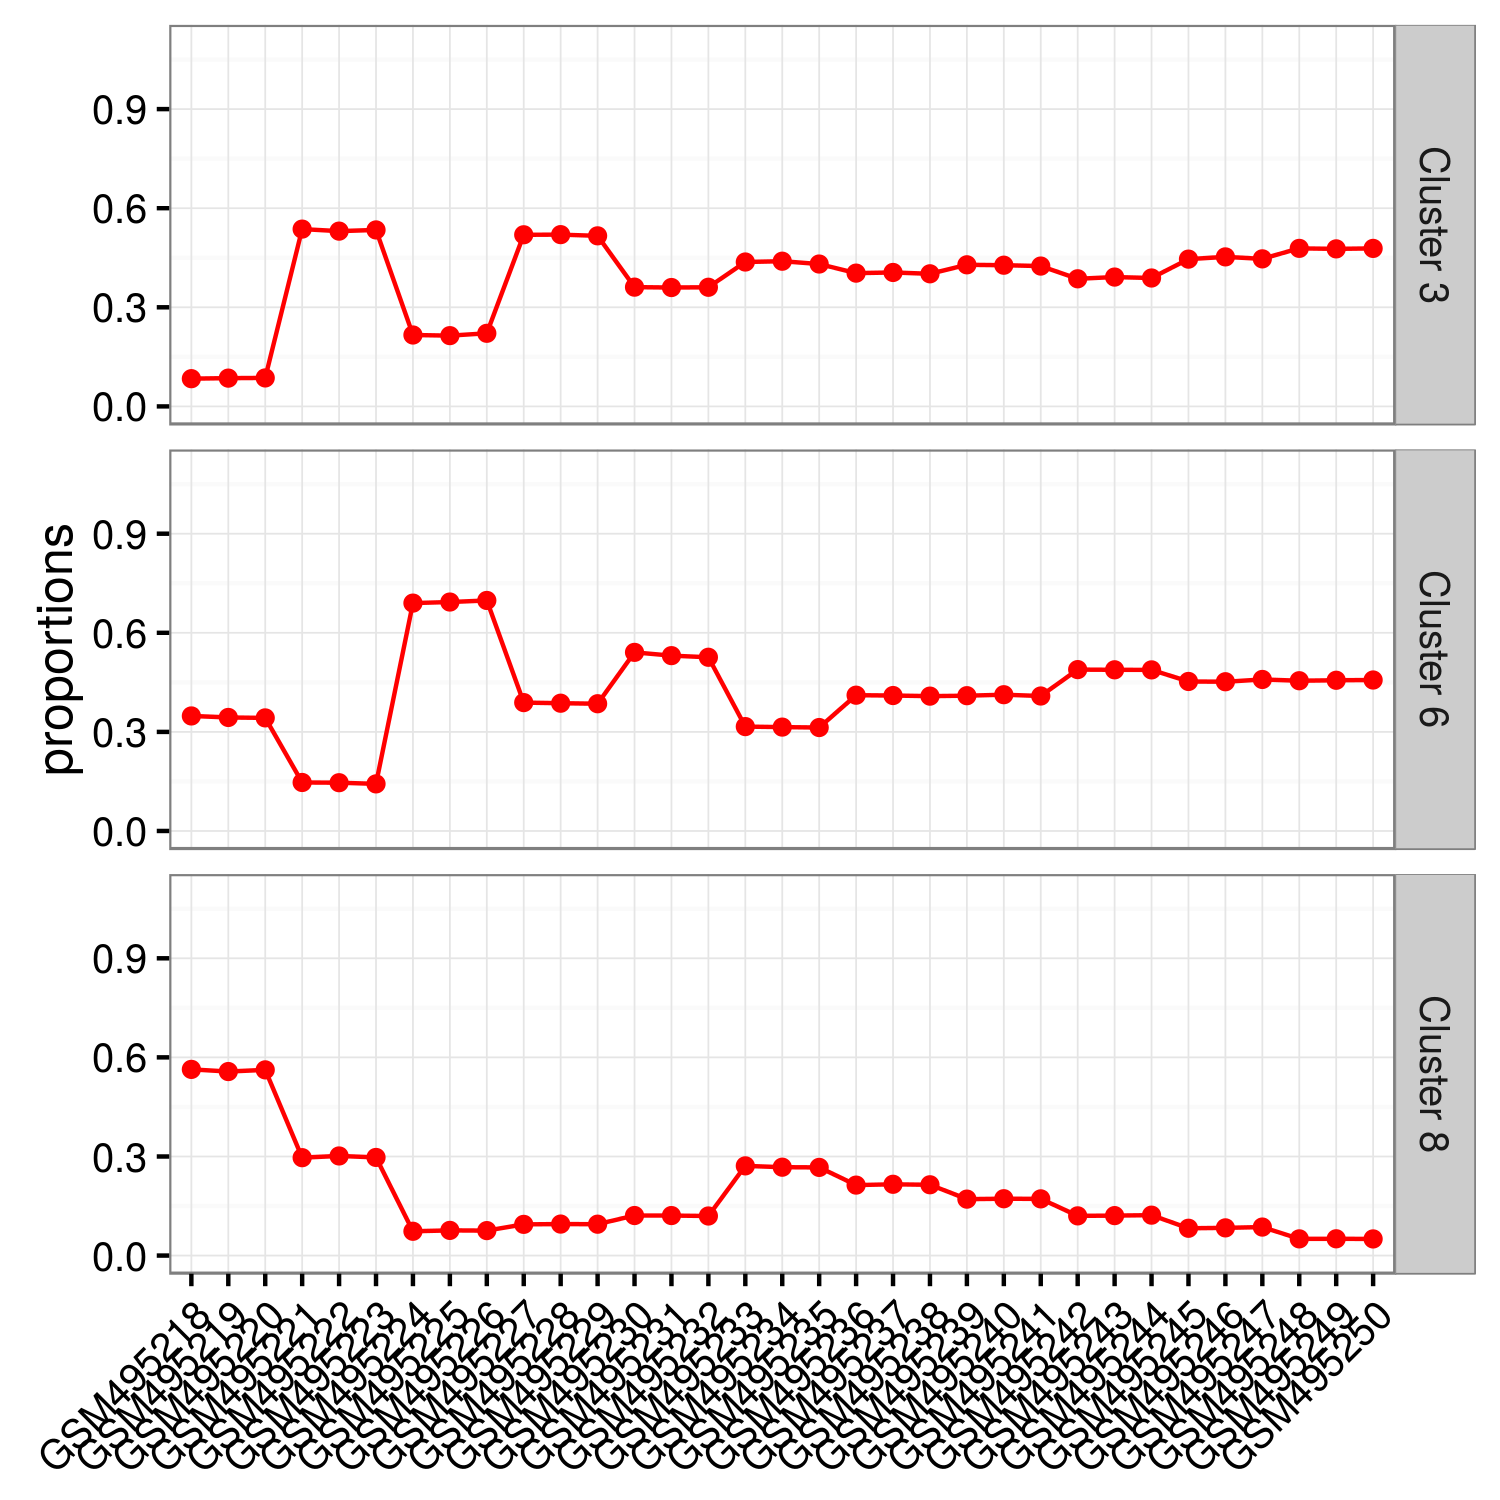 0.9
0.6
0.3
0.0
Cluster 3
proportions
0.9
0.6
0.3
0.0
Cluster 6
0.9
0.6
0.3
0.0
Cluster 8
GSM495218
GSM495219
GSM495220
GSM495221
GSM495222
GSM495223
GSM495224
GSM495225
GSM495226
GSM495227
GSM495228
GSM495229
GSM495230
GSM495231
GSM495232
GSM495233
GSM495234
GSM495235
GSM495236
GSM495237
GSM495238
GSM495239
GSM495240
GSM495241
GSM495242
GSM495243
GSM495244
GSM495245
GSM495246
GSM495247
GSM495248
GSM495249
GSM495250